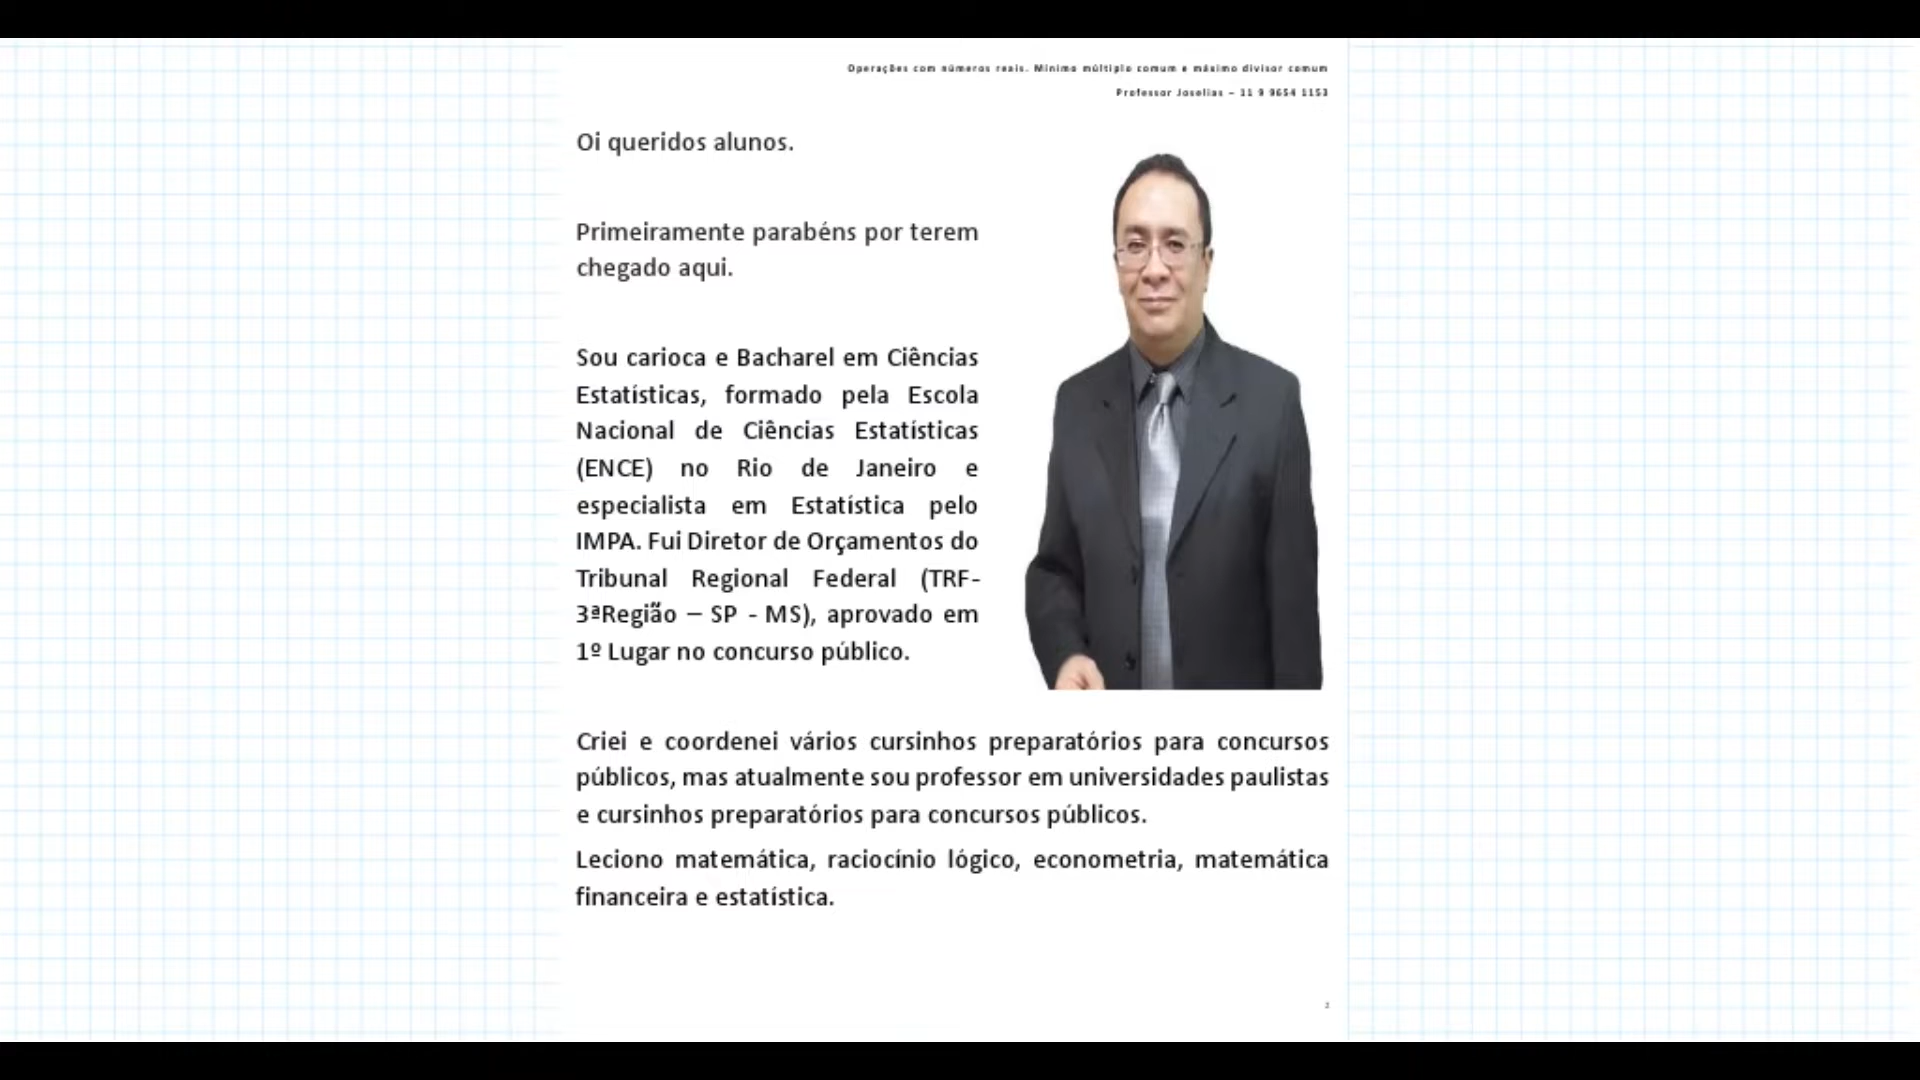 Operações com números reais. Mínimo múltiplo comum e máximo divisor comum
Professor Joselias – 11 9 9654 1153
Oi queridos alunos.
Primeiramente parabéns por terem
chegado aqui.
Sou carioca e Bacharel em Ciências
Estatísticas, formado pela Escola
Nacional de Ciências Estatísticas
(ENCE) no Rio de Janeiro e
especialista em Estatística pelo
IMPA. Fui Diretor de Orçamentos do
Tribunal Regional Federal (TRF-
3ªRegião – SP - MS), aprovado em
1º Lugar no concurso público.
Criei e coordenei vários cursinhos preparatórios para concursos
públicos, mas atualmente sou professor em universidades paulistas
e cursinhos preparatórios para concursos públicos.
Leciono matemática, raciocínio lógico, econometria, matemática
financeira e estatística.
2